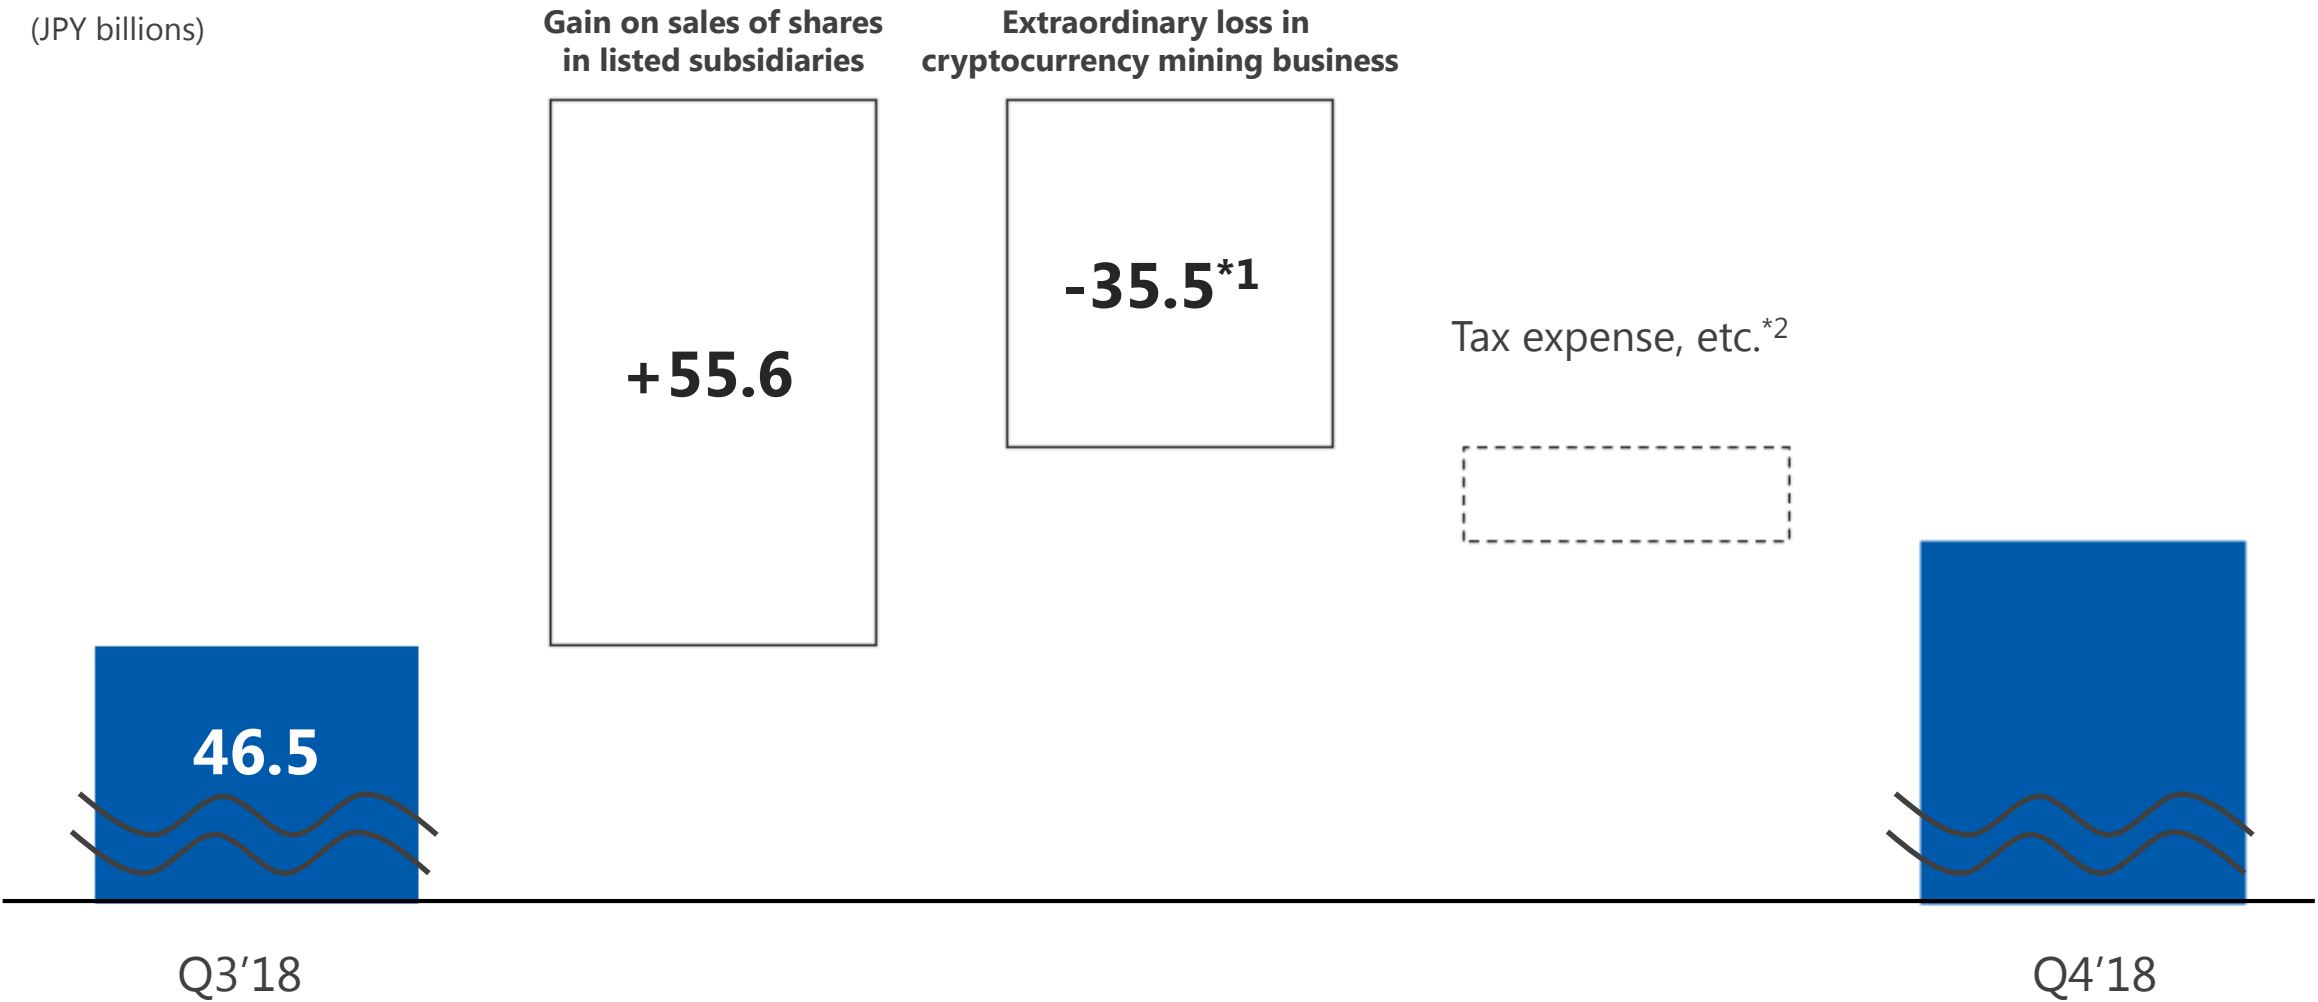 (JPY billions)
Gain on sales of shares
in listed subsidiaries
Extraordinary loss in
cryptocurrency mining business
+55.6
-35.5*1
Tax expense, etc.*2
46.5
Q3’18
Q4’18